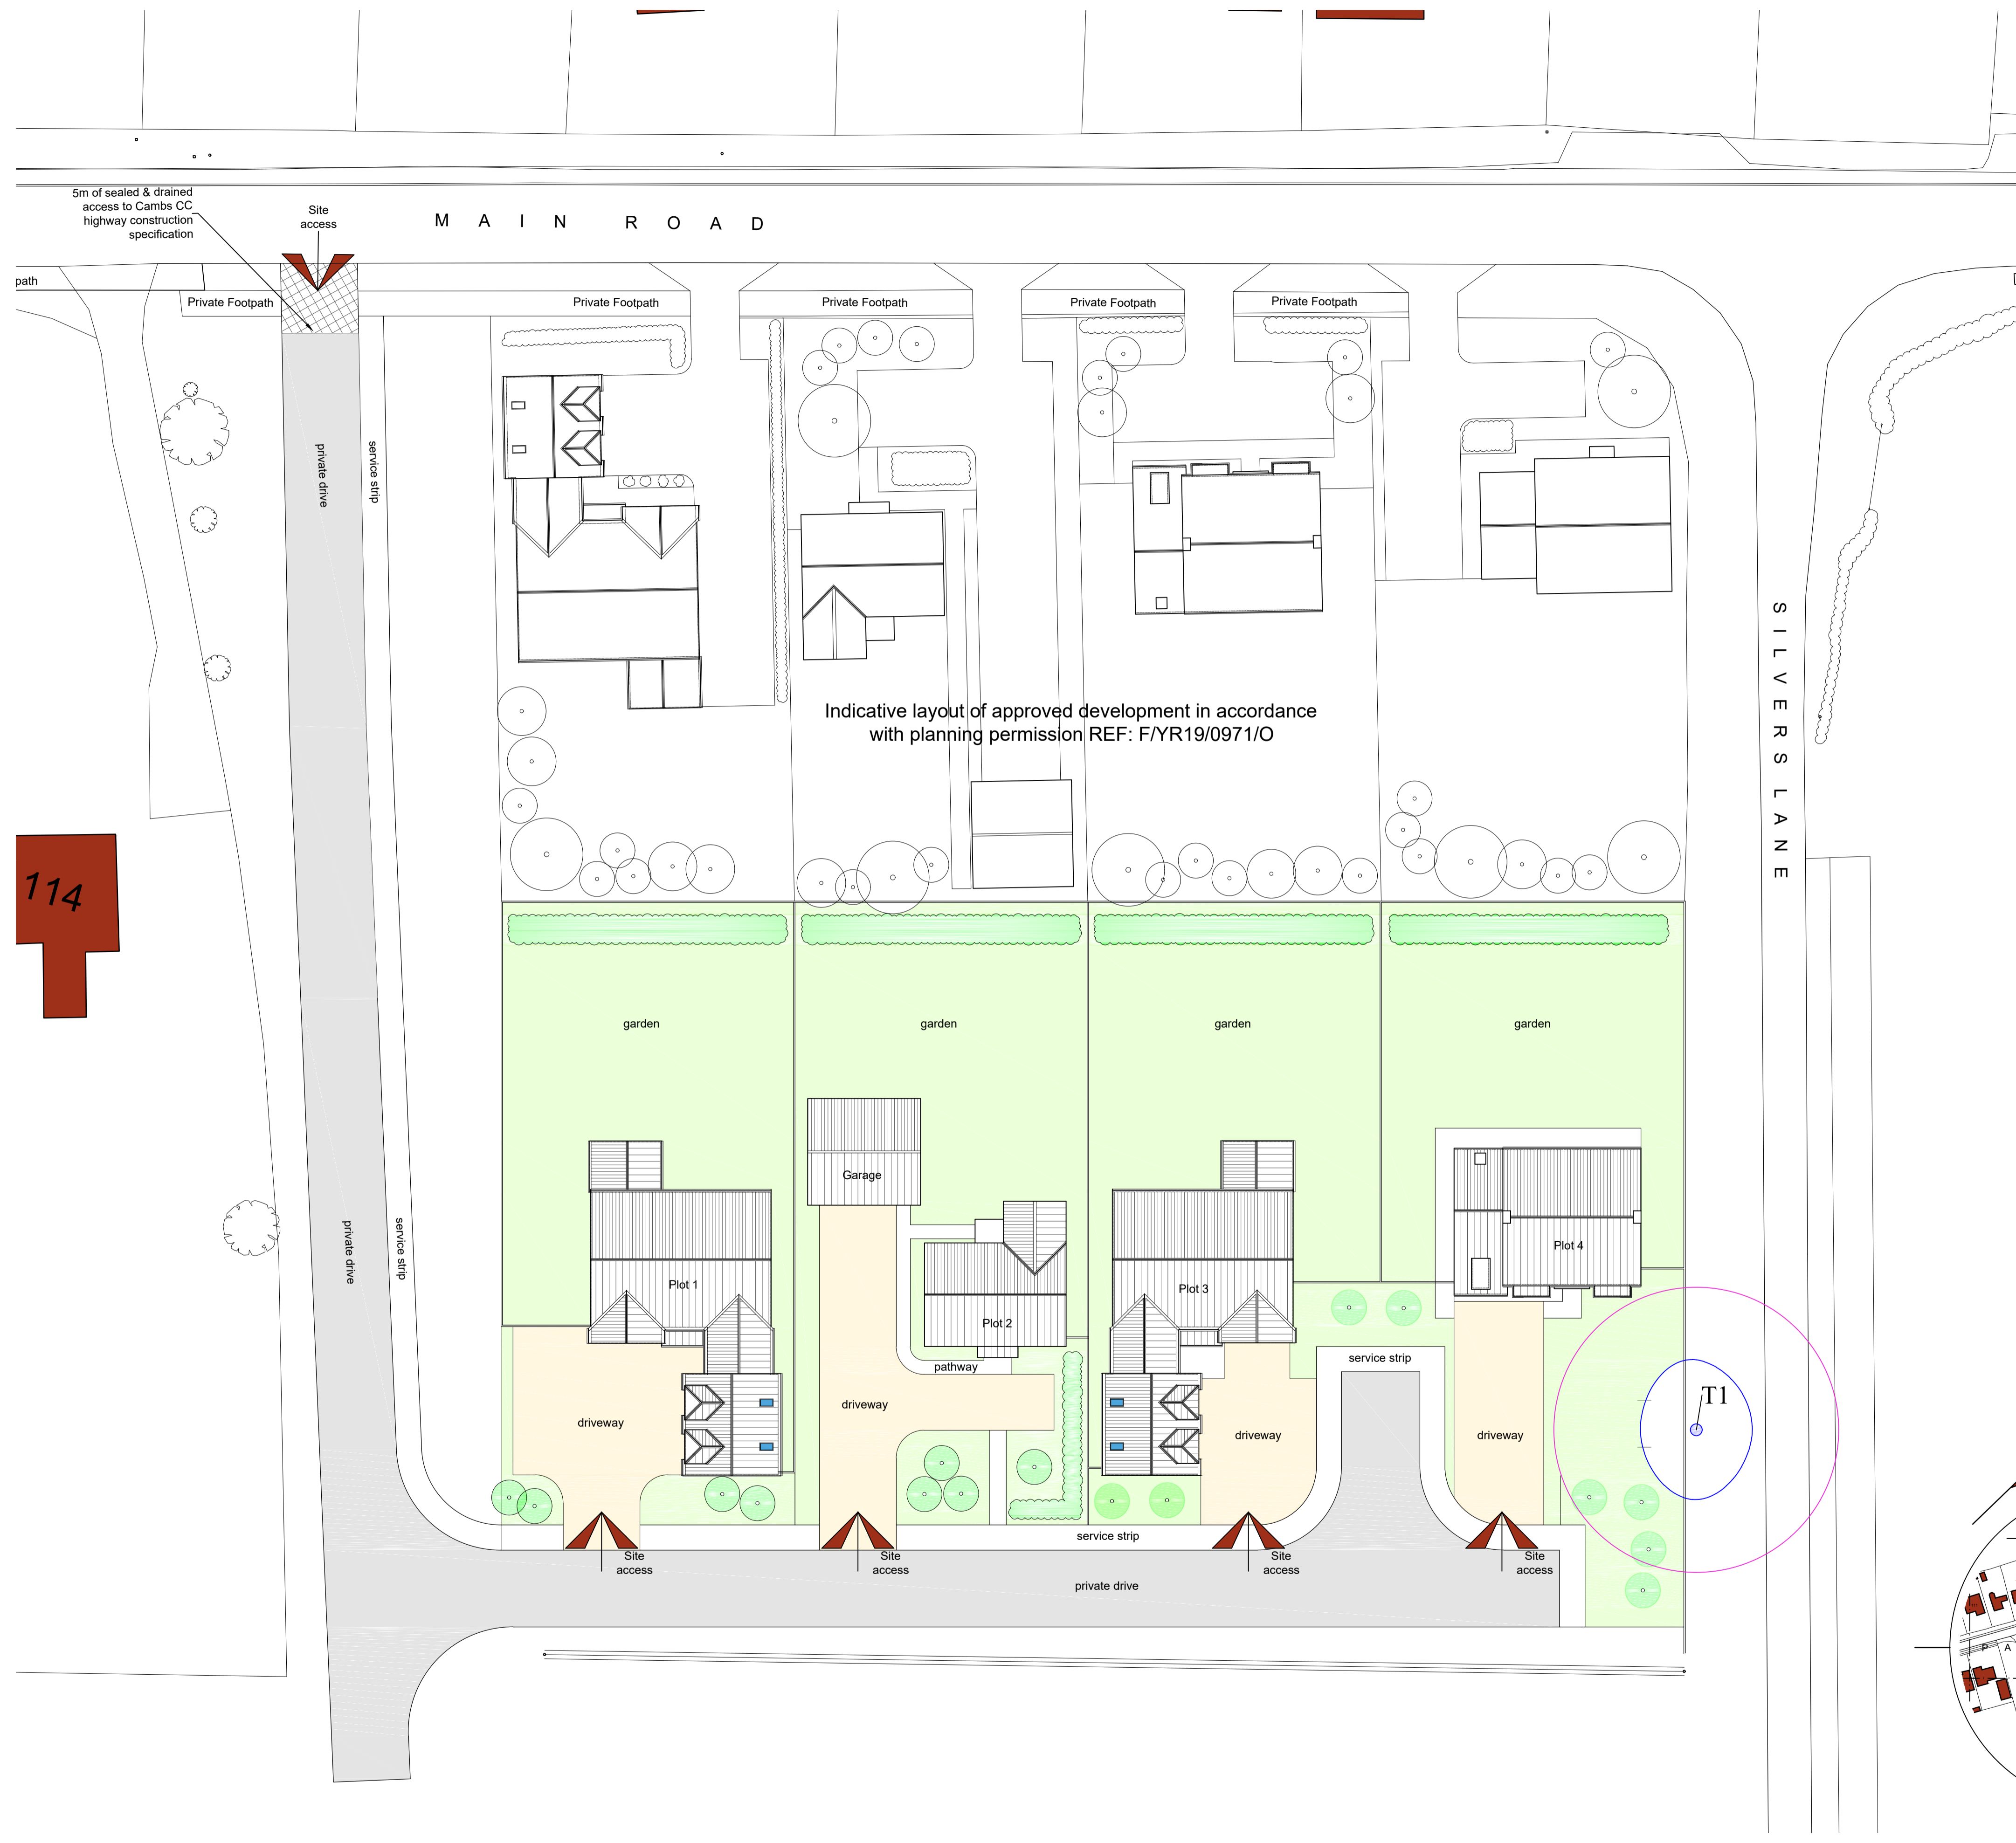 5m of sealed & drained
access to Cambs CC
highway construction
specification
Site
access
MAIN ROAD
path
Private Footpath
Private Footpath
Private Footpath
Private Footpath
Private Footpath
private drive
service strip
SILVERS LANE
Indicative layout of approved development in accordance
with planning permission REF: F/YR19/0971/O
114
garden
garden
garden
garden
Garage
private drive
service strip
Plot 1
Plot 2
Plot 3
Plot 4
pathway
service strip
T1
driveway
driveway
driveway
driveway
service strip
Site
access
Site
access
Site
access
Site
access
private drive
P A